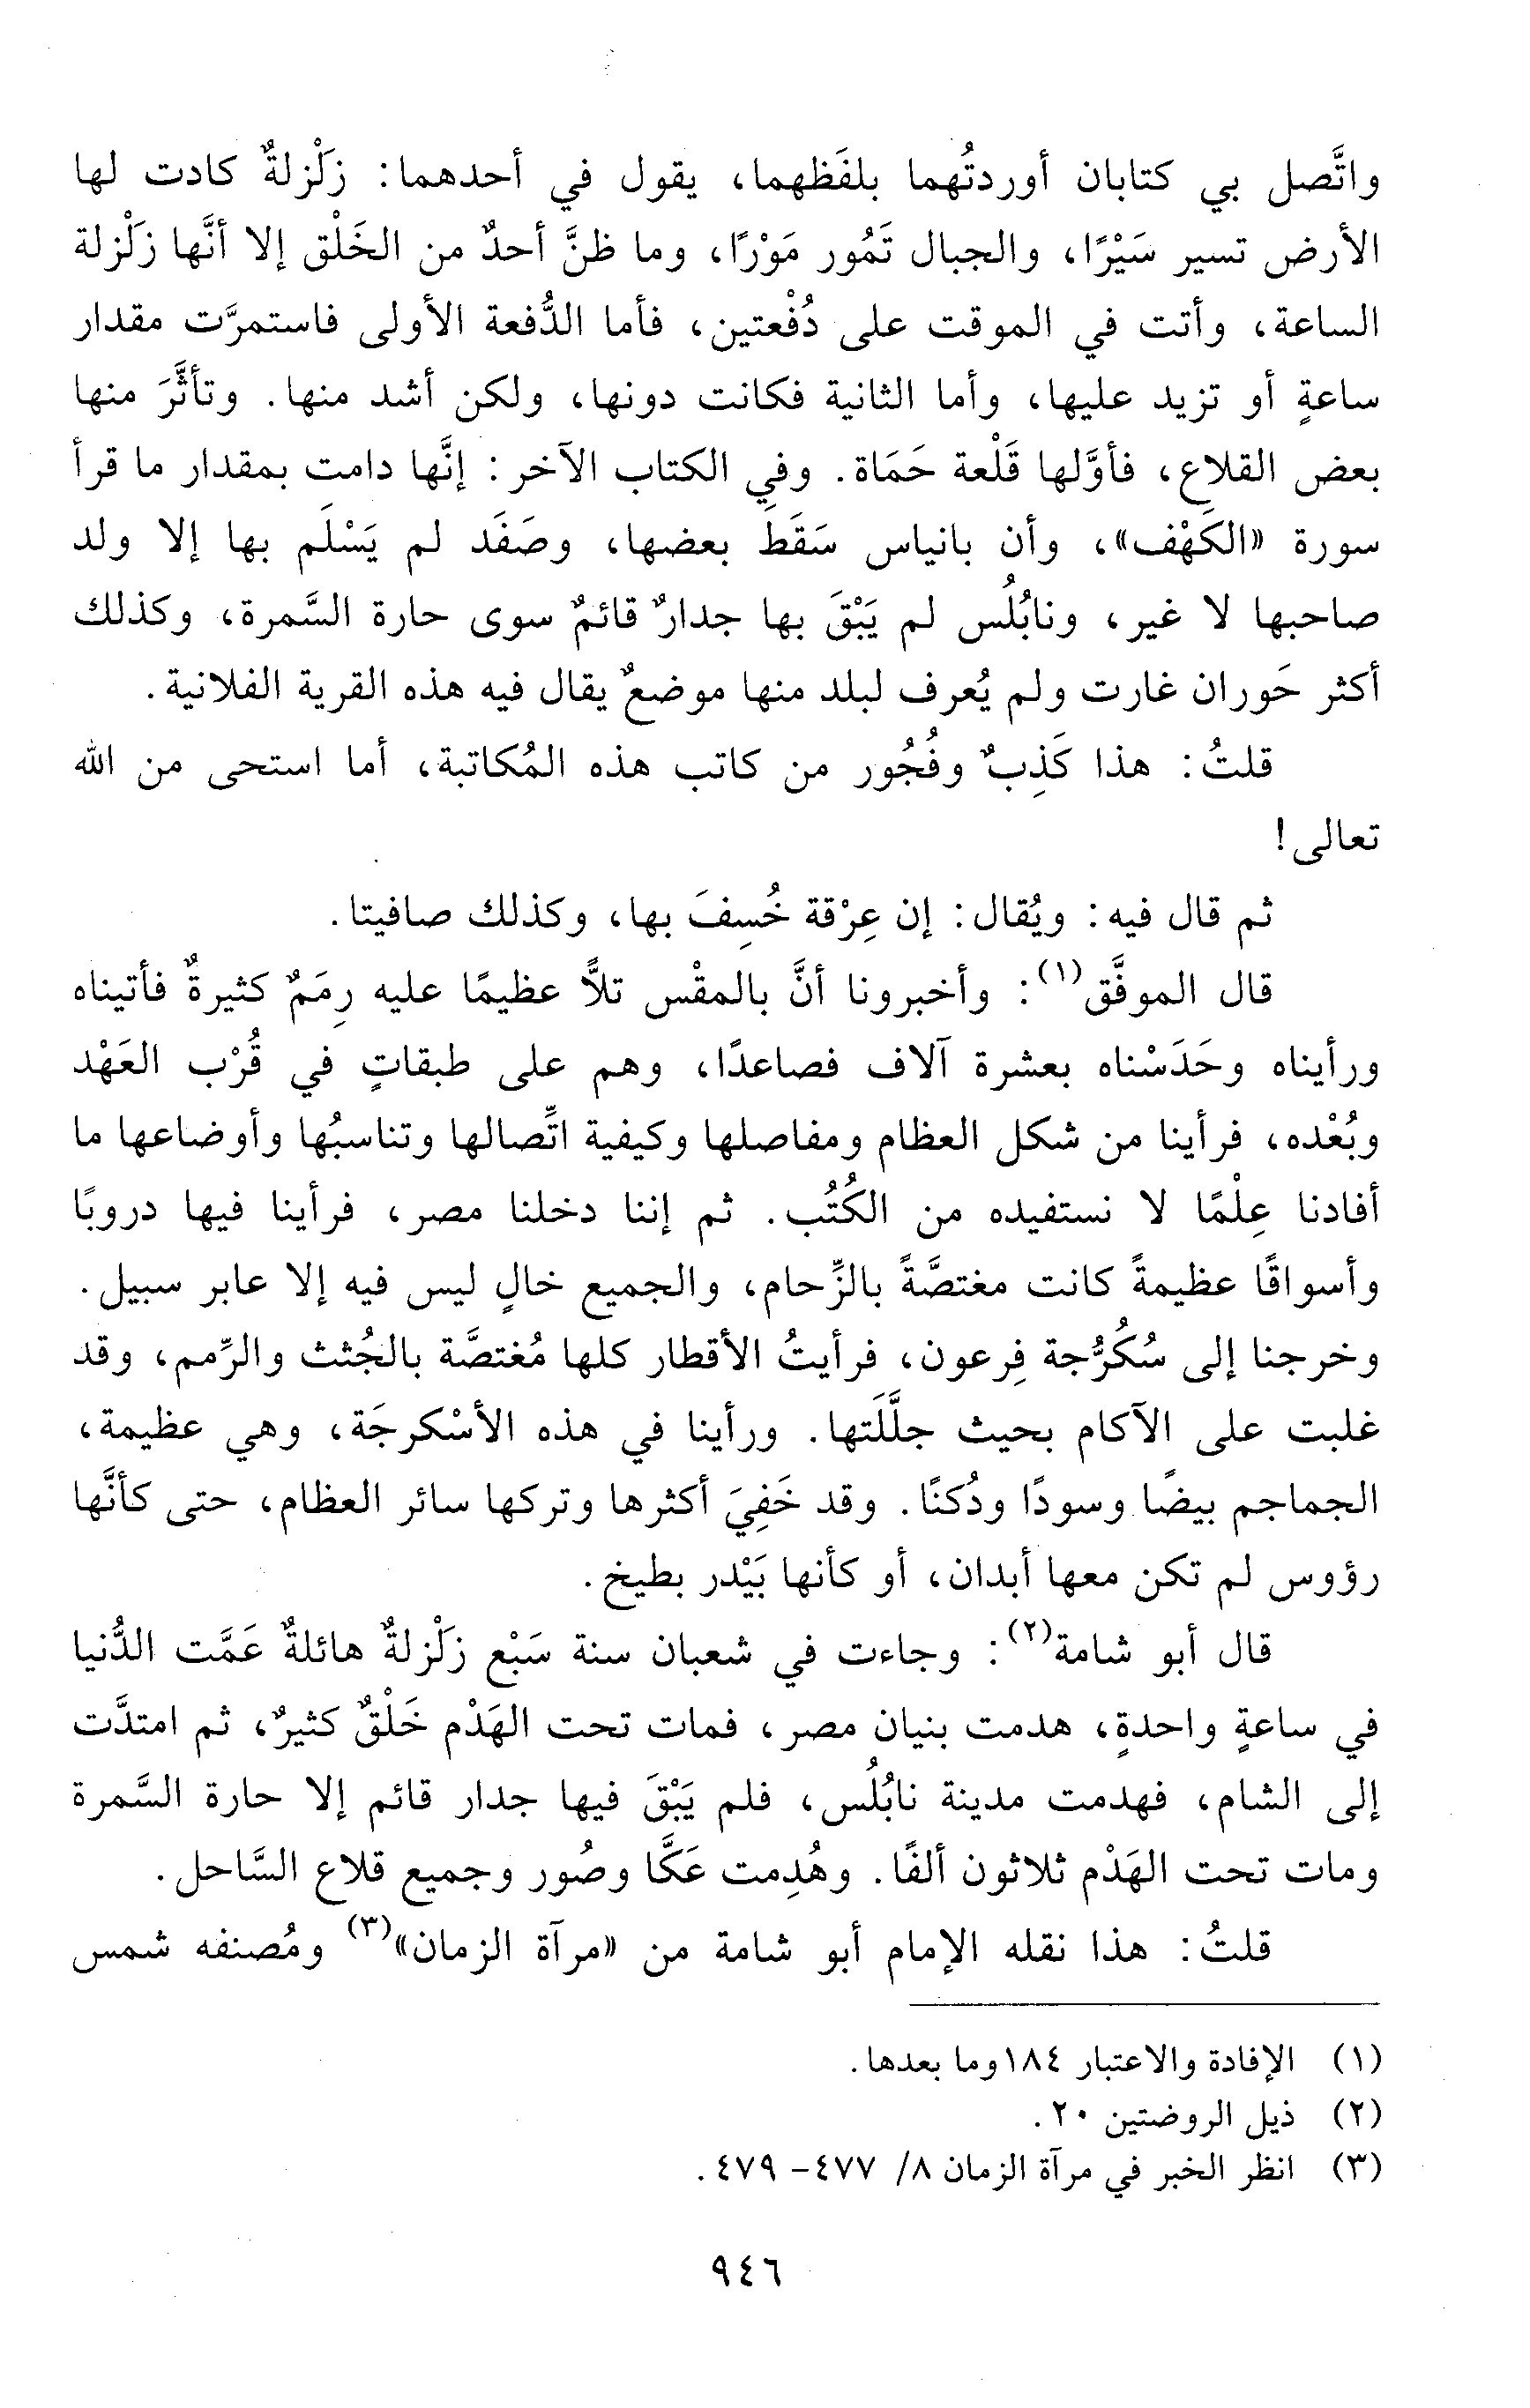 واتَّصل بي كتابان أوردتُهما بلفَظهما، يقول في أحدهما: زَلْزلةٌ كادت لها
الأرض تسير سَيْرًا، والجبال تَمُور مَوْرًا، وما ظنَّ أحدٌ من الخَلْق إلا أنَّها زَلْزلة
الساعة، وأتت في الموقت على دُفْعتين، فأما الدُّفعة الأولى فاستمرَّت مقدار
ساعةٍ أو تزيد عليها، وأما الثانية فكانت دونها، ولكن أشد منها. وتأثَّرَ منها
بعض القلاع، فأوَّلها قَلْعة حَمَاة. وفي الكتاب الآخر: إنَّها دامت بمقدار ما قرأ
سورة «الكَهْف»، وأن بانياس سَقَطَ بعضها، وصَفَد لم يَسْلَم بها إلا ولد
صاحبها لا غير، ونابُلُس لم يَبْقَ بها جدارٌ قائمٌ سوى حارة السَّمرة، وكذلك
أكثر حَوران غارت ولم يُعرف لبلد منها موضعٌ يقال فيه هذه القرية الفلانية.
قلتُ: هذا كَذِبٌ وفُجُور من كاتب هذه المُكاتبة، أما استحى من الله
تعالى!
ثم قال فيه: ويُقال: إن عِرْقة خُسِفَ بها، وكذلك صافيتا.
قال الموفَّق(١): وأخبرونا أنَّ بالمقْس تلاًّ عظيمًا عليه رِمَمٌ كثيرةٌ فأتيناه
ورأيناه وحَدَسْناه بعشرة آلاف فصاعدًا، وهم على طبقاتٍ في قُرْب العَهْد
وبُعْده، فرأينا من شكل العظام ومفاصلها وكيفية اتِّصالها وتناسبُها وأوضاعها ما
أفادنا عِلْمًا لا نستفيده من الكُتُب. ثم إننا دخلنا مصر، فرأينا فيها دروبًا
وأسواقًا عظيمةً كانت مغتصَّةً بالزِّحام، والجميع خالٍ ليس فيه إلا عابر سبيل.
وخرجنا إلى سُكُرُّجة فِرعون، فرأيتُ الأقطار كلها مُغتصَّة بالجُثث والرِّمم، وقد
غلبت على الآكام بحيث جلَّلَتها. ورأينا في هذه الأسْكرجَة، وهي عظيمة،
الجماجم بيضًا وسودًا ودُكنًا. وقد خَفِيَ أكثرها وتركها سائر العظام، حتى كأنَّها
رؤوس لم تكن معها أبدان، أو كأنها بَيْدر بطيخ.
قال أبو شامة(٢): وجاءت في شعبان سنة سَبْع زَلْزلةٌ هائلةٌ عَمَّت الدُّنيا
في ساعةٍ واحدةٍ، هدمت بنيان مصر، فمات تحت الهَدْم خَلْقٌ كثيرٌ، ثم امتدَّت
إلى الشام، فهدمت مدينة نابُلُس، فلم يَبْقَ فيها جدار قائم إلا حارة السَّمرة
ومات تحت الهَدْم ثلاثون ألفًا. وهُدِمت عَكَّا وصُور وجميع قلاع السَّاحل.
قلتُ: هذا نقله الإمام أبو شامة من «مرآة الزمان»(٣) ومُصنفه شمس
(١) الإفادة والاعتبار ١٨٤ وما بعدها.
(٢) ذيل الروضتين ٢٠.
(٣) انظر الخبر في مرآة الزمان ٨/ ٤٧٧- ٤٧٩.
٩٤٦